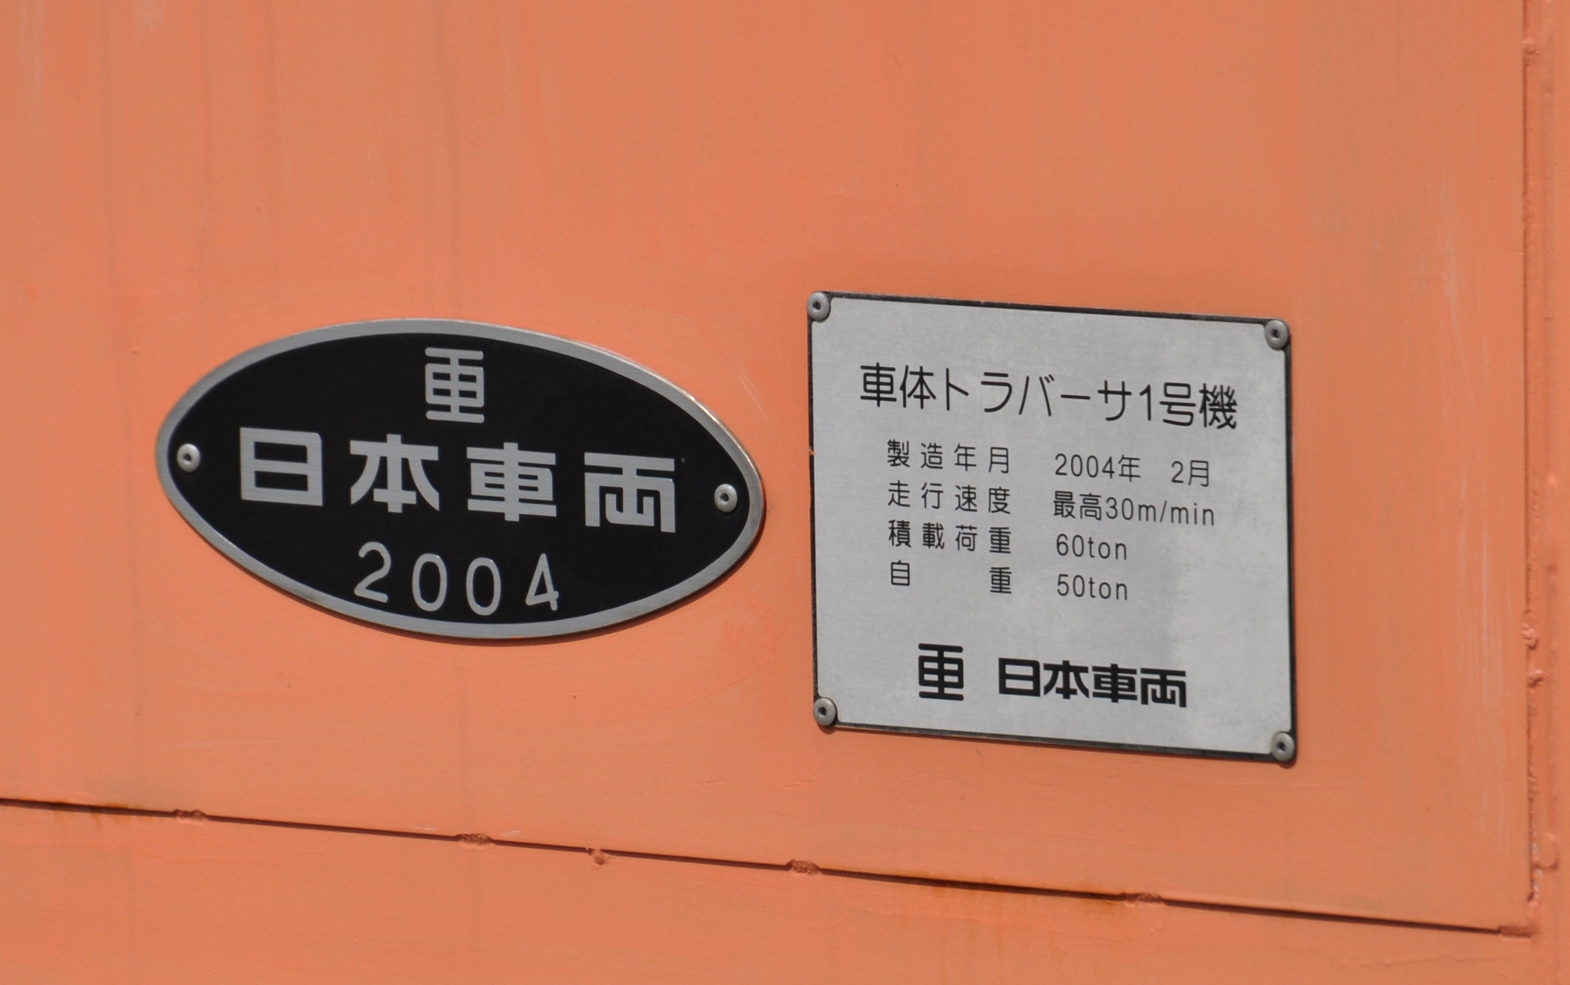 日本車両
2004
車体トラバーサ1号機
製造年月 2004年 2月
走行速度 最高30m/min
積載荷重 60ton
自 重 50ton
日本車両